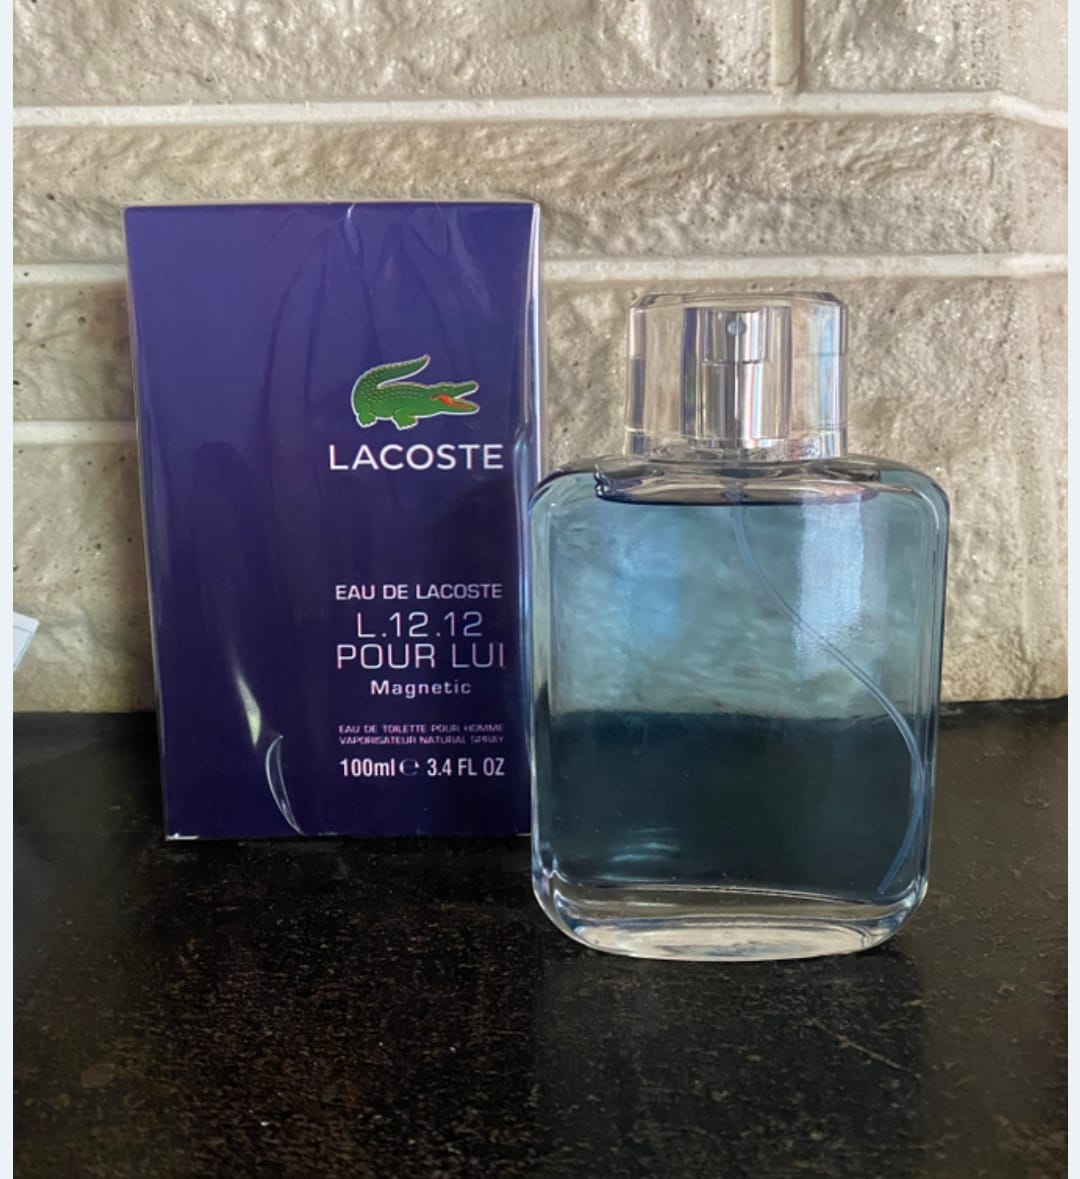 LACOSTE
EAU DE LACOSTE
L.12.12
POUR LUI
Magnetic
EAU DE TOILETTE POUR HOMME
VAPORISATEUR NATURAL SPRAY
100ml ℮ 3.4 FL OZ